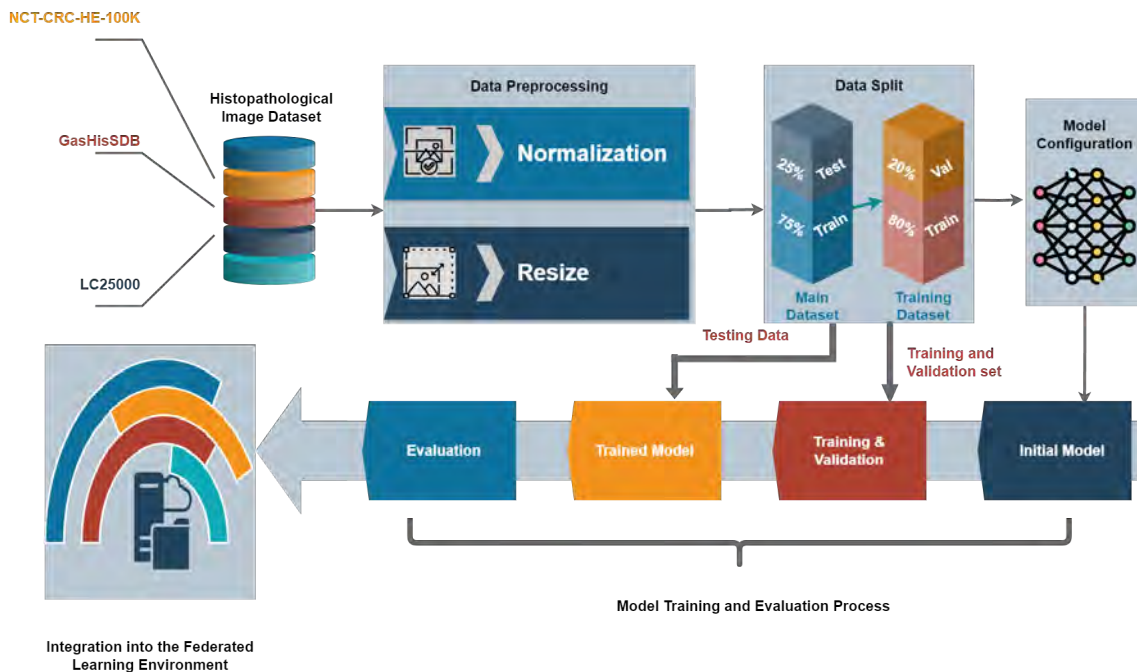 NCT-CRC-HE-100K
GasHisSDB
LC25000
Histopathological
Image Dataset
Data Preprocessing
Normalization
Resize
Data Split
25% Test
75% Train
20% Val
80% Train
Main
Dataset
Training
Dataset
Model
Configuration
Testing Data
Training and
Validation set
Evaluation
Trained Model
Training &
Validation
Initial Model
Model Training and Evaluation Process
Integration into the Federated
Learning Environment